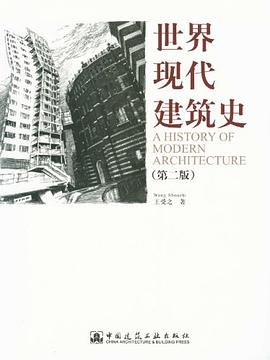 世界
现代
建筑史
A HISTORY OF
MODERN
ARCHITECTURE
(第二版)
Wang Shouzhi
王受之 著
中国建筑工业出版社
CHINA ARCHITECTURE & BUILDING PRESS